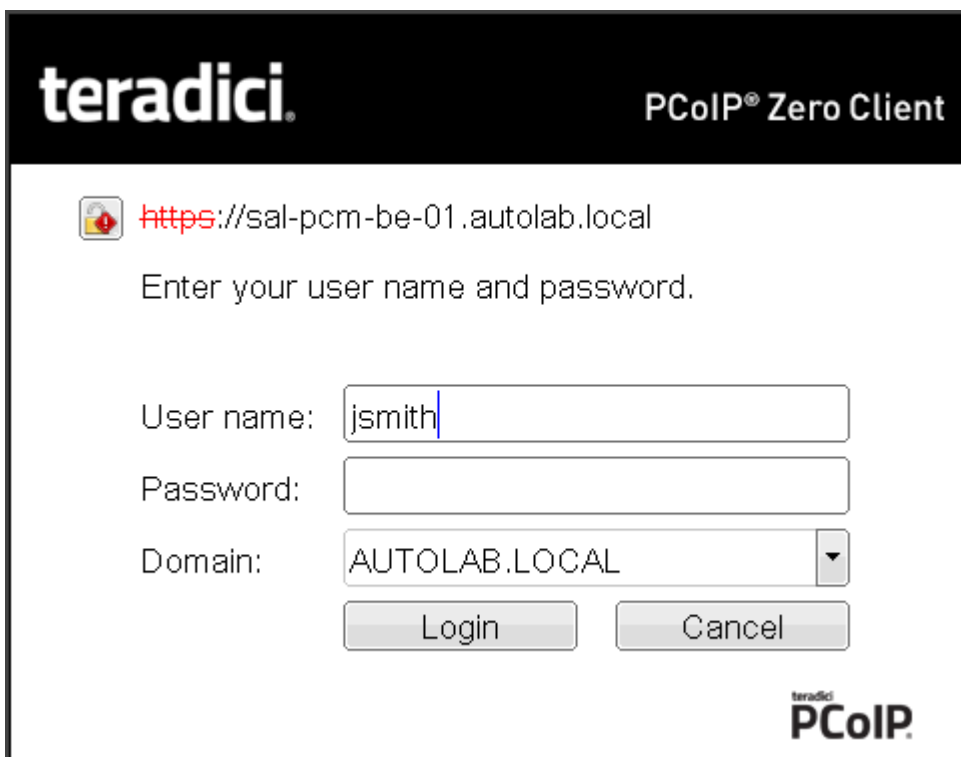 teradici.
PCoIP® Zero Client
https://sal-pcm-be-01.autolab.local
Enter your user name and password.
User name: jsmith
Password:
Domain: AUTOLAB.LOCAL
Login Cancel
teradici
PCoIP.